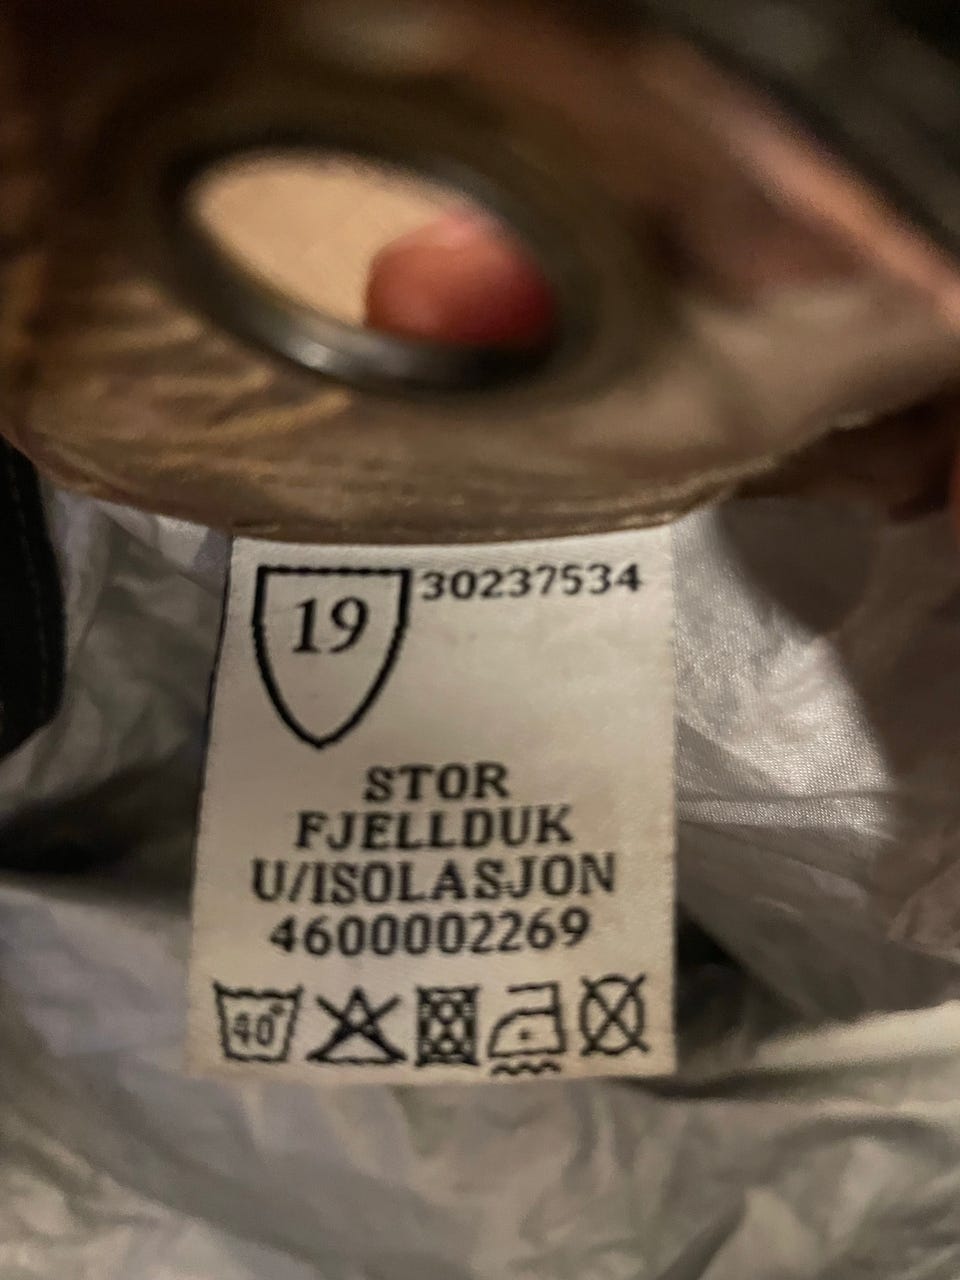 19
30237534
STOR
FJELLDUK
U/ISOLASJON
4600002269
40°